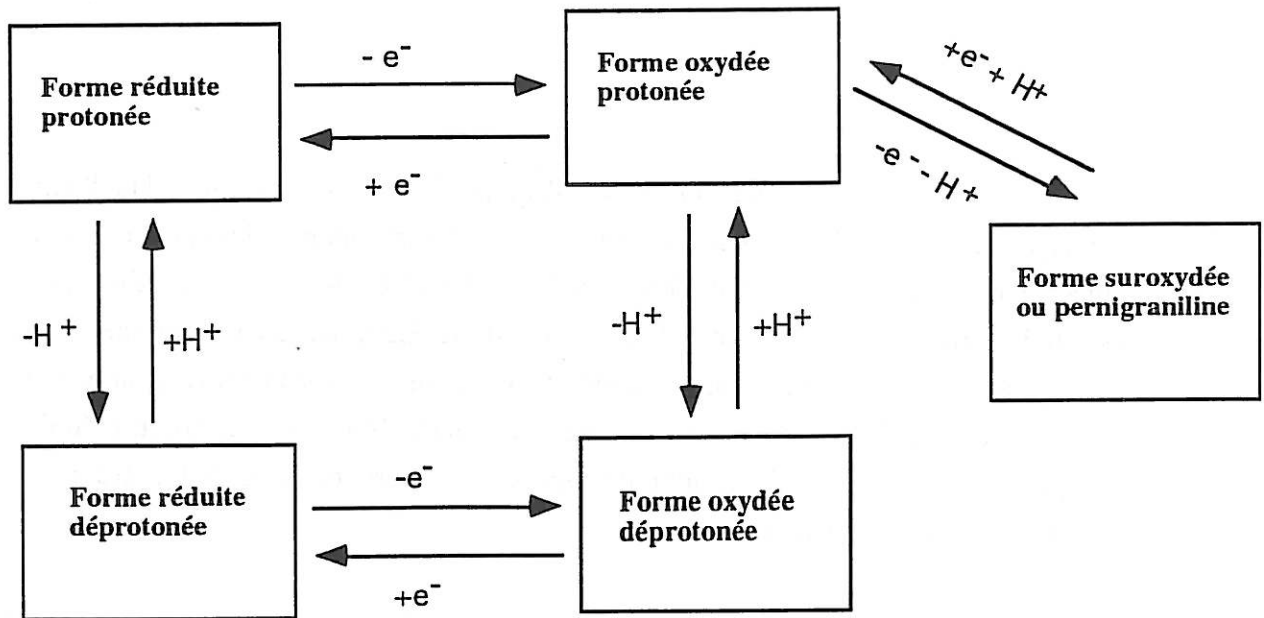 - e⁻
Forme réduite
protonée
+ e⁻
Forme oxydée
protonée
+e⁻+ H+
-e⁻- H+
Forme suroxydée
ou pernigraniline
-H⁺
+H⁺
-H⁺
+H⁺
Forme réduite
déprotonée
-e⁻
+e⁻
Forme oxydée
déprotonée